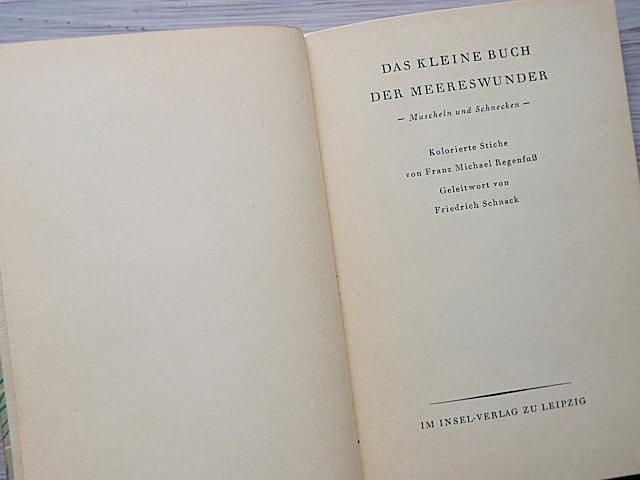 DAS KLEINE BUCH
DER MEERESWUNDER
– Muscheln und Schnecken –
Kolorierte Stiche
von Franz Michael Regenfuß
Geleitwort von
Friedrich Schnack
IM INSEL-VERLAG ZU LEIPZIG